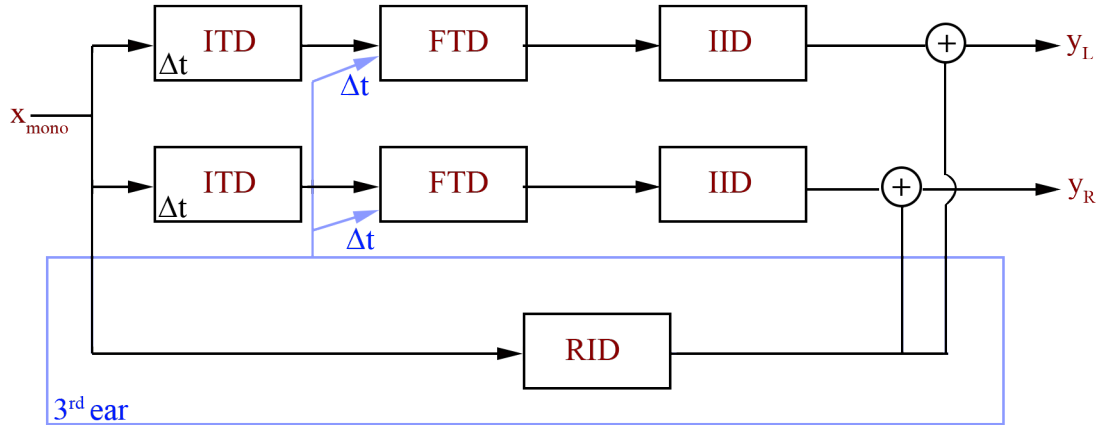 ITD FTD IID + y_L
Δt Δt
x_mono
ITD FTD IID + y_R
Δt Δt
RID
3rd ear